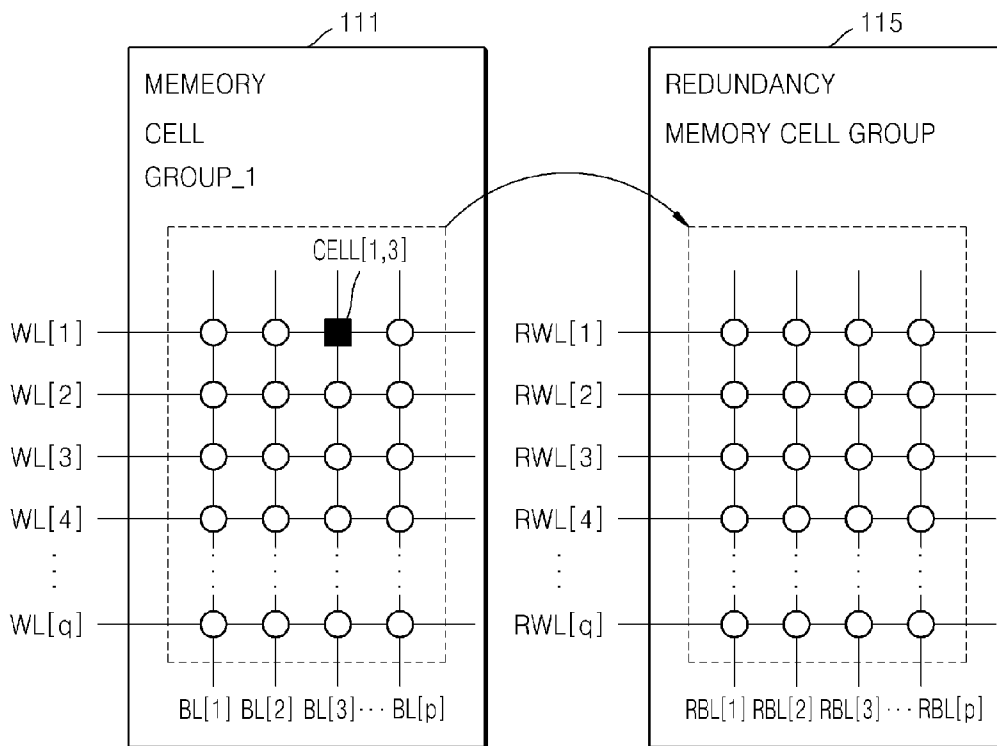 111
115
MEMEORY
CELL
GROUP_1
REDUNDANCY
MEMORY CELL GROUP
CELL[1,3]
WL[1]
WL[2]
WL[3]
WL[4]
⋮
WL[q]
BL[1] BL[2] BL[3] ··· BL[p]
RWL[1]
RWL[2]
RWL[3]
RWL[4]
⋮
RWL[q]
RBL[1] RBL[2] RBL[3] ··· RBL[p]